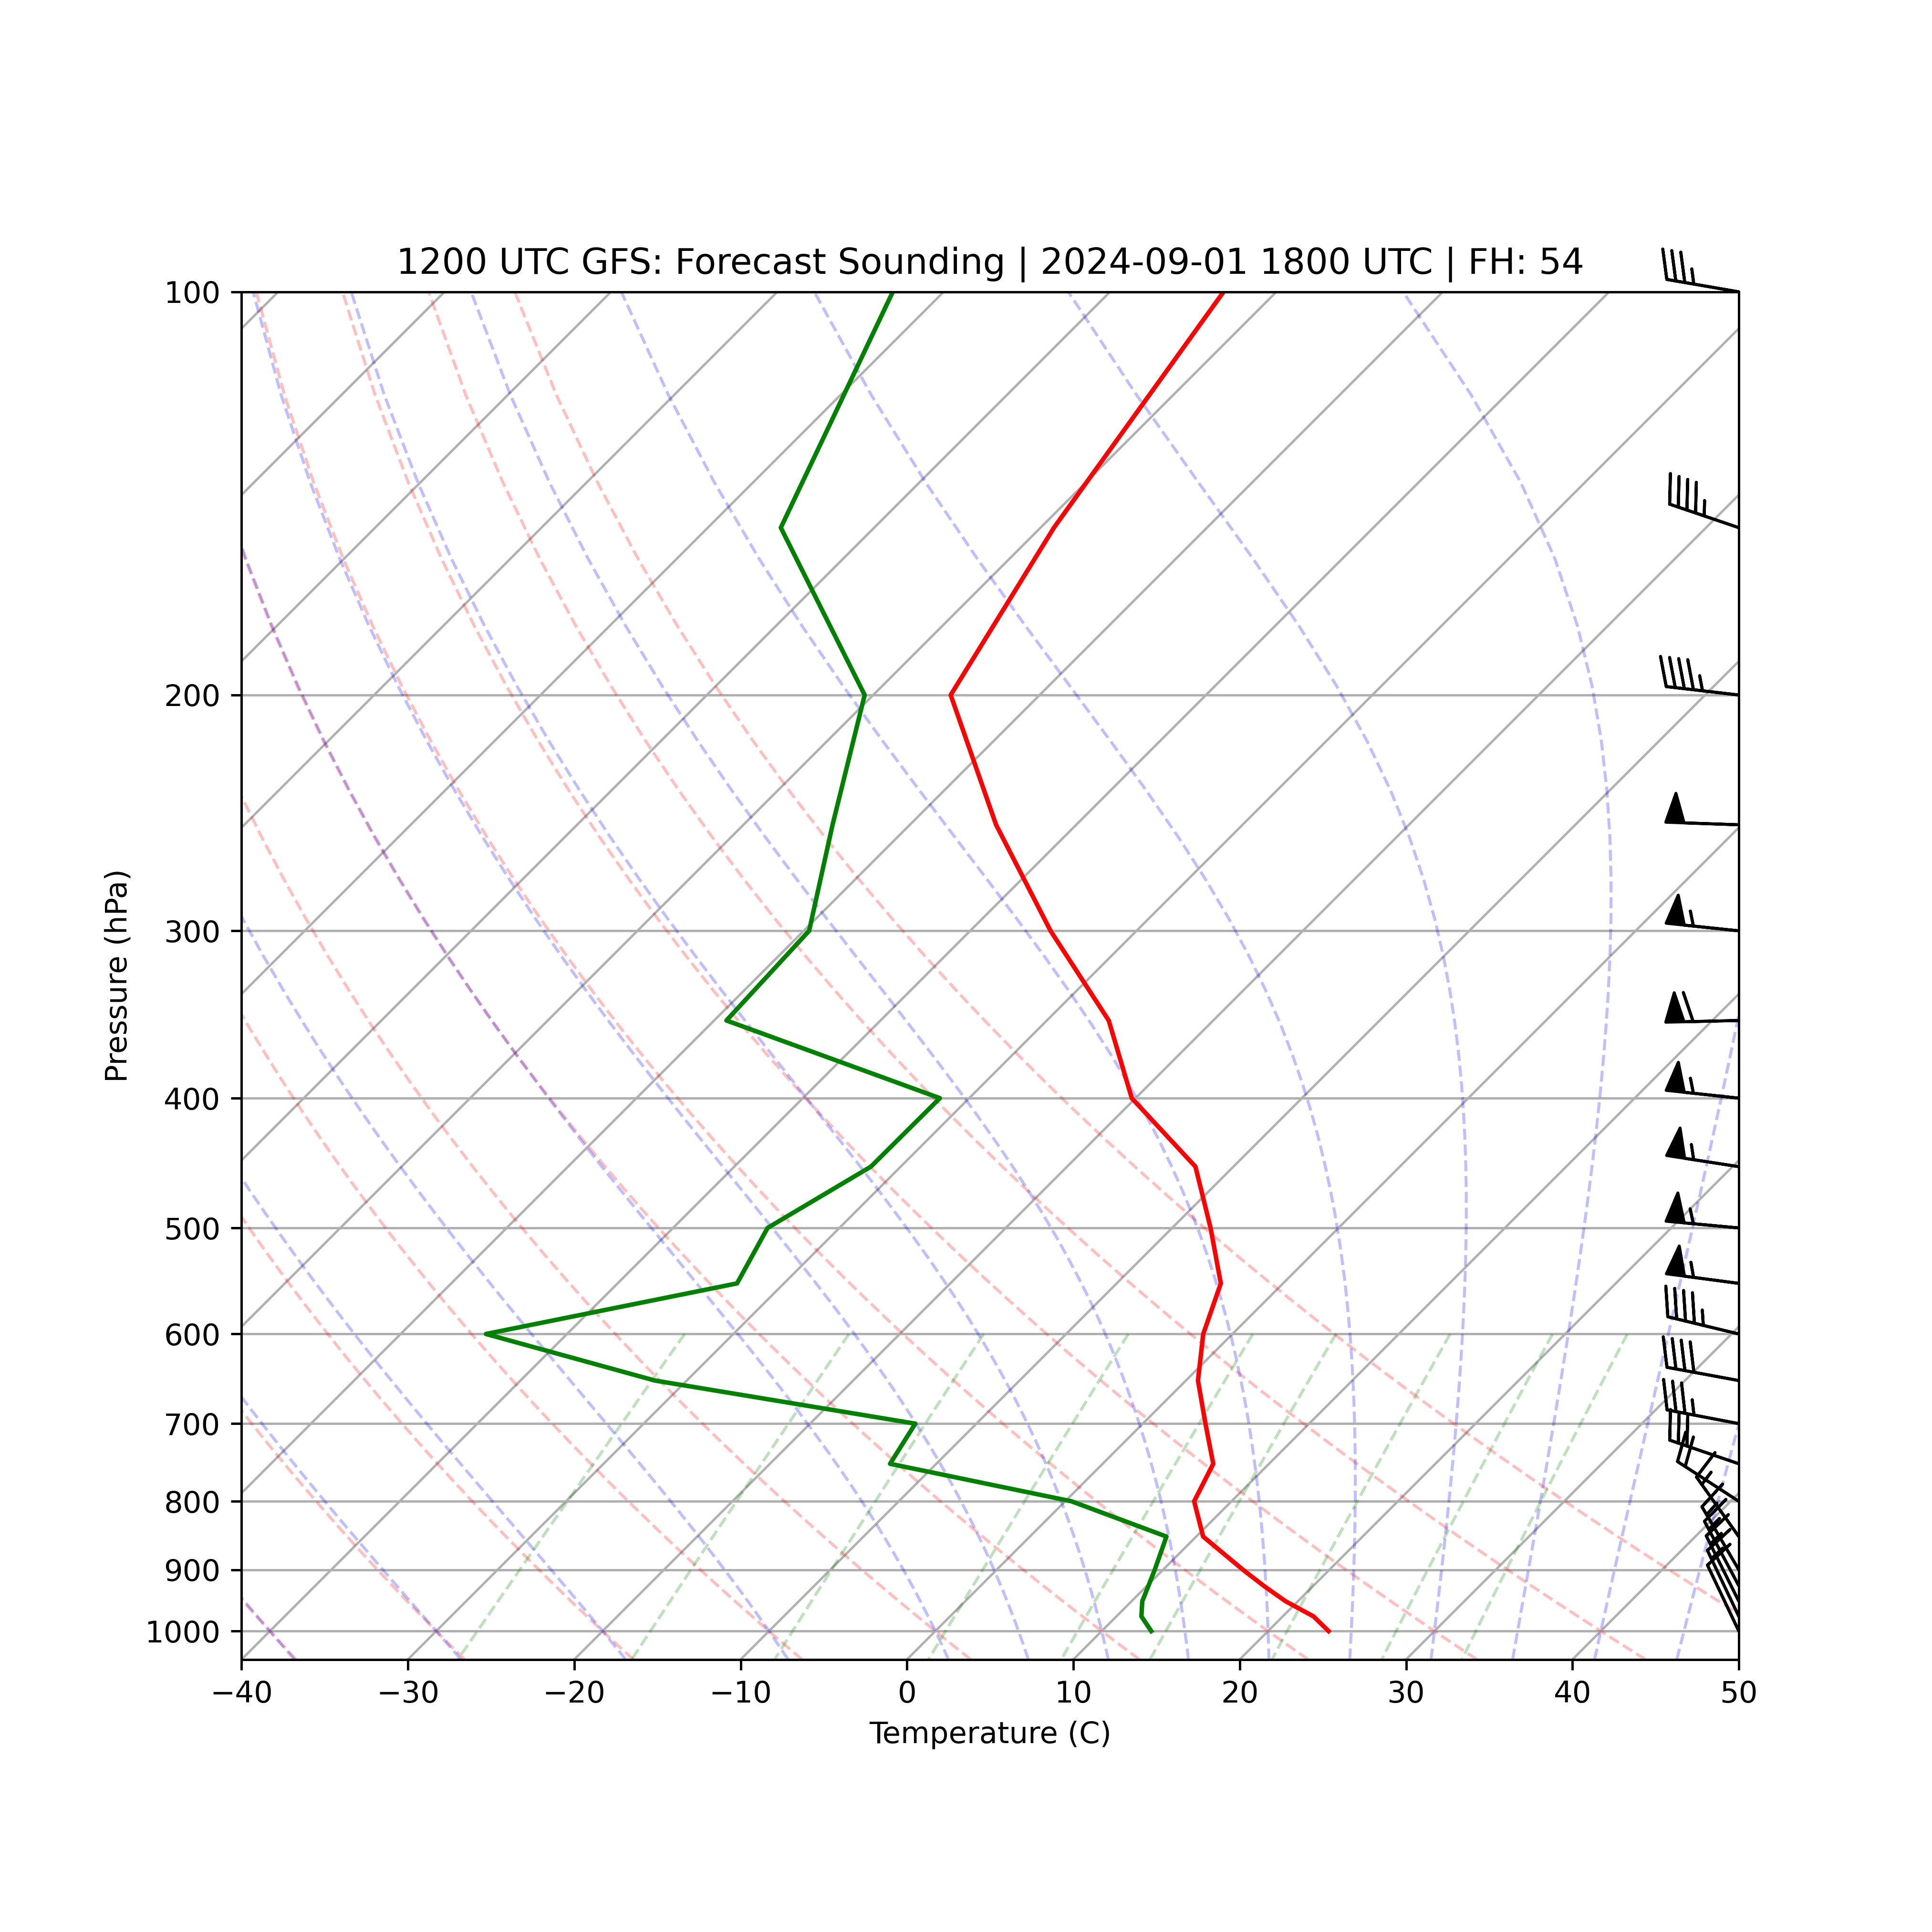 1200 UTC GFS: Forecast Sounding | 2024-09-01 1800 UTC | FH: 54
100
200
300
400
500
600
700
800
900
1000
Pressure (hPa)
−40 −30 −20 −10 0 10 20 30 40 50
Temperature (C)